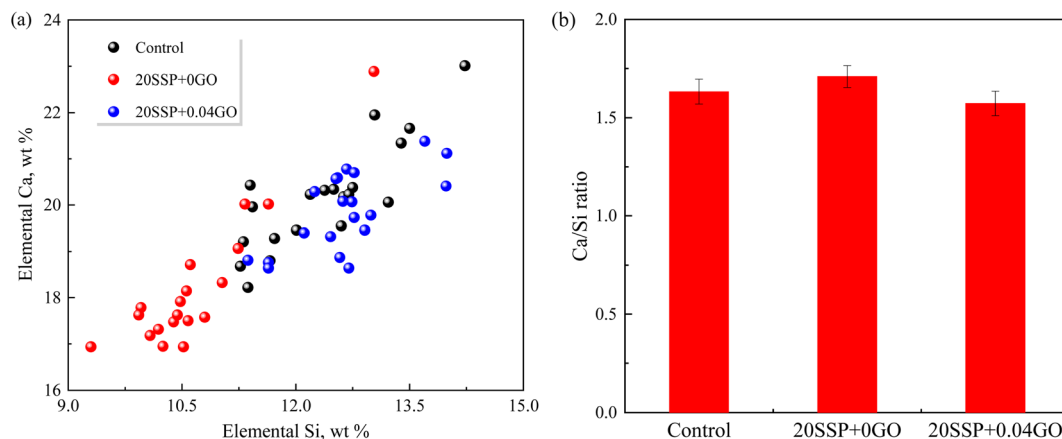 (a)
24
22
20
18
16
Elemental Ca, wt %
Control
20SSP+0GO
20SSP+0.04GO
9.0 10.5 12.0 13.5 15.0
Elemental Si, wt %
(b)
2.0
1.5
1.0
0.5
0.0
Ca/Si ratio
Control 20SSP+0GO 20SSP+0.04GO